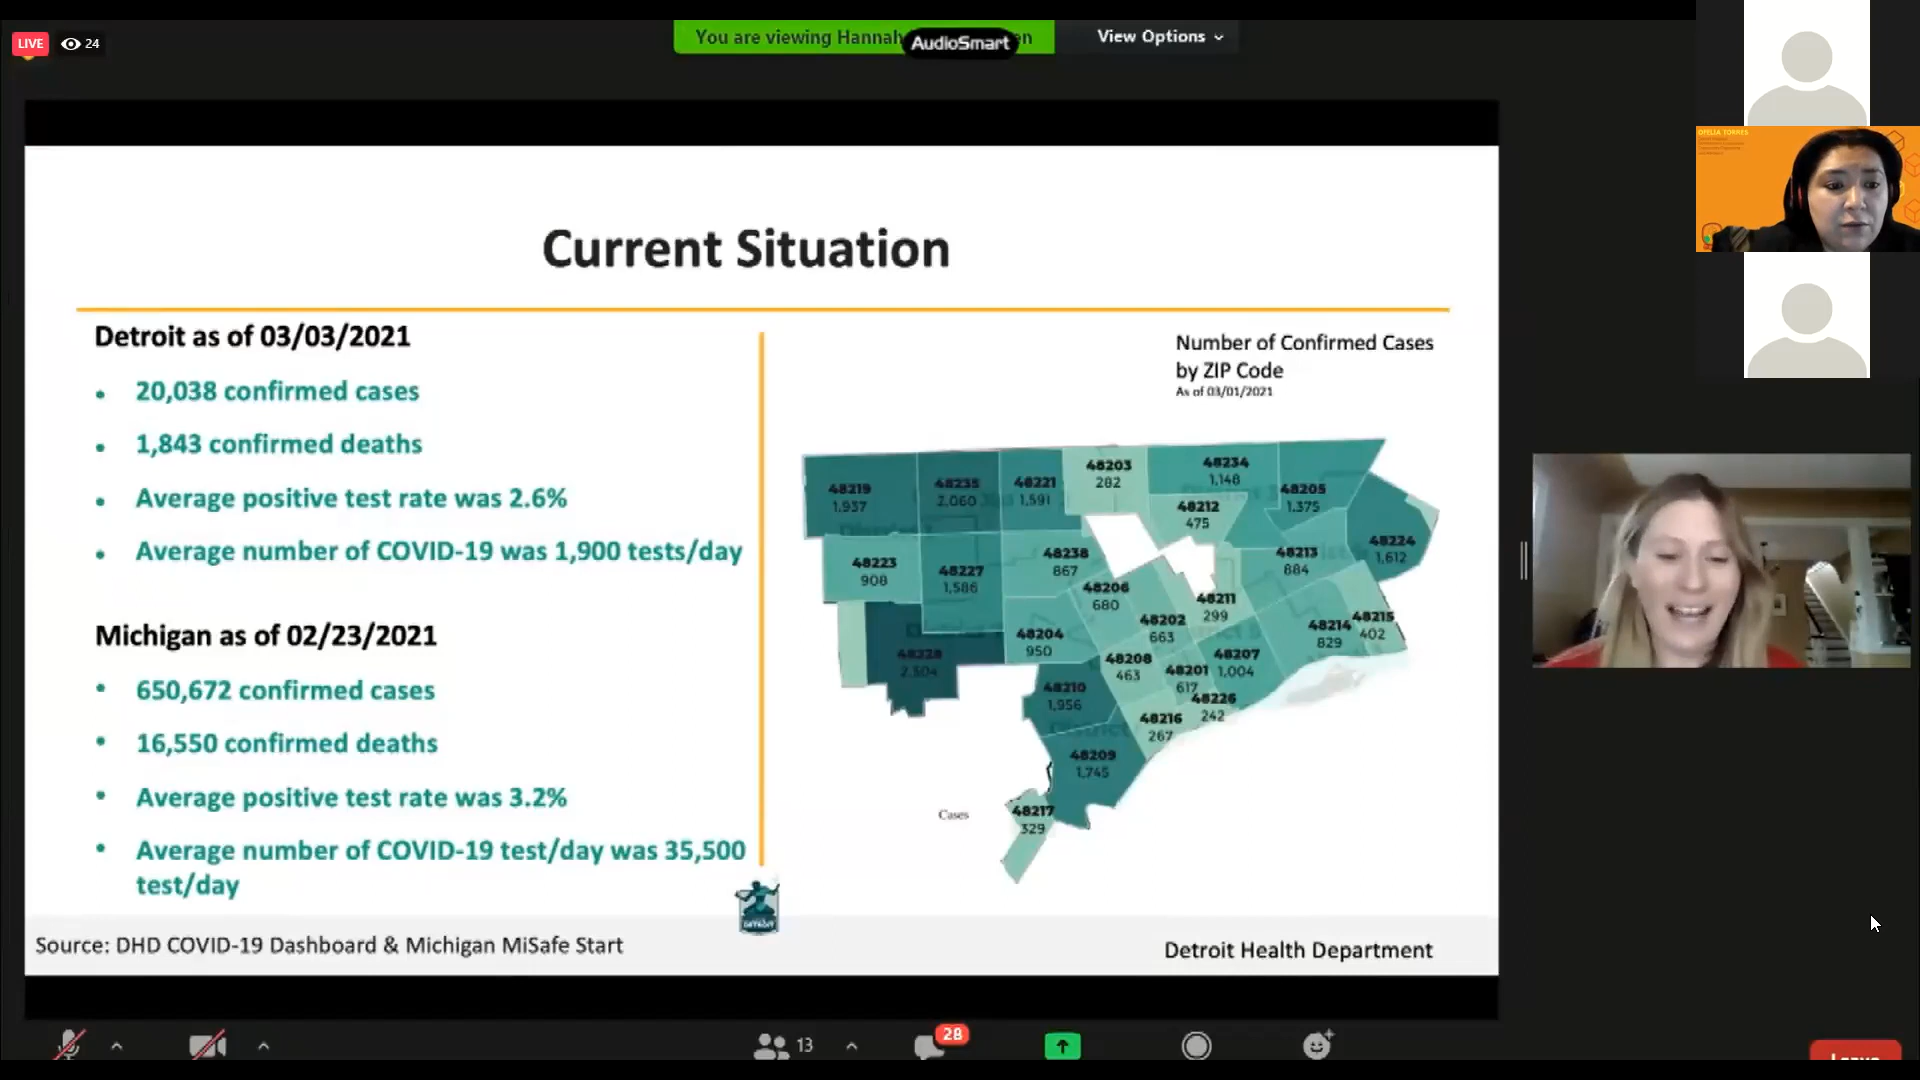 LIVE
24
You are viewing Hannah
AudioSmart
en
View Options
OFELIA TORRES
Current Situation
Detroit as of 03/03/2021
• 20,038 confirmed cases
• 1,843 confirmed deaths
• Average positive test rate was 2.6%
• Average number of COVID-19 was 1,900 tests/day
Michigan as of 02/23/2021
• 650,672 confirmed cases
• 16,550 confirmed deaths
• Average positive test rate was 3.2%
• Average number of COVID-19 test/day was 35,500
test/day
Number of Confirmed Cases
by ZIP Code
As of 03/01/2021
48219
1,937
48235
2,060
48221
1,591
48203
282
48234
1,148
48205
1,375
48212
475
48224
1,612
48223
908
48227
1,586
48238
867
48213
884
48206
680
48211
299
48202
663
48215
402
48214
829
48204
950
48228
2,504
48208
463
48207
1,004
48201
617
48210
1,956
48226
242
48216
267
48209
1,745
48217
329
Cases
DETROIT
Source: DHD COVID-19 Dashboard & Michigan MiSafe Start
Detroit Health Department
13
28
Leave